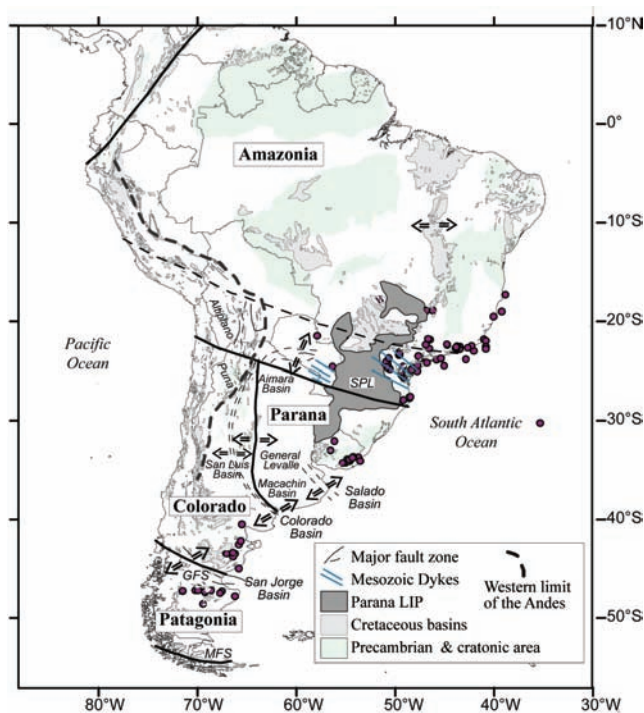 10°N
0°
Amazonia
10°S
Altiplano
20°S
Pacific
Ocean
Puna
Aimara
Basin
SPL
Parana
South Atlantic
Ocean
30°S
San Luis
Basin
General
Levalle
Macachin
Basin
Salado
Basin
Colorado
Colorado
Basin
40°S
GFS
San Jorge
Basin
Patagonia
MFS
50°S
Major fault zone
Mesozoic Dykes
Parana LIP
Cretaceous basins
Precambrian & cratonic area
Western limit
of the Andes
80°W
70°W
60°W
50°W
40°W
30°W